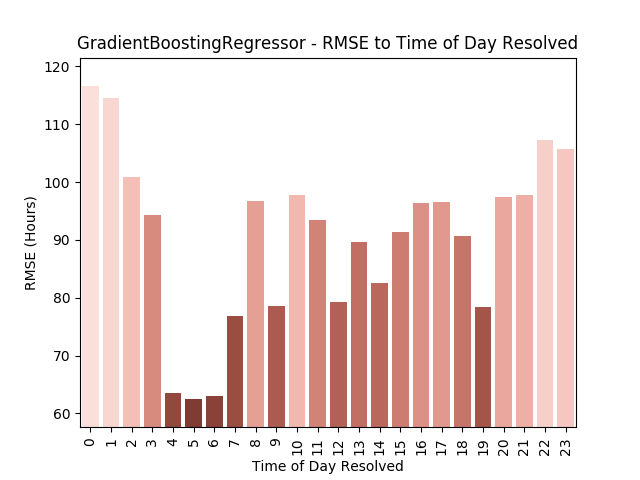 GradientBoostingRegressor - RMSE to Time of Day Resolved
120
110
100
90
80
70
60
RMSE (Hours)
0 1 2 3 4 5 6 7 8 9 10 11 12 13 14 15 16 17 18 19 20 21 22 23
Time of Day Resolved